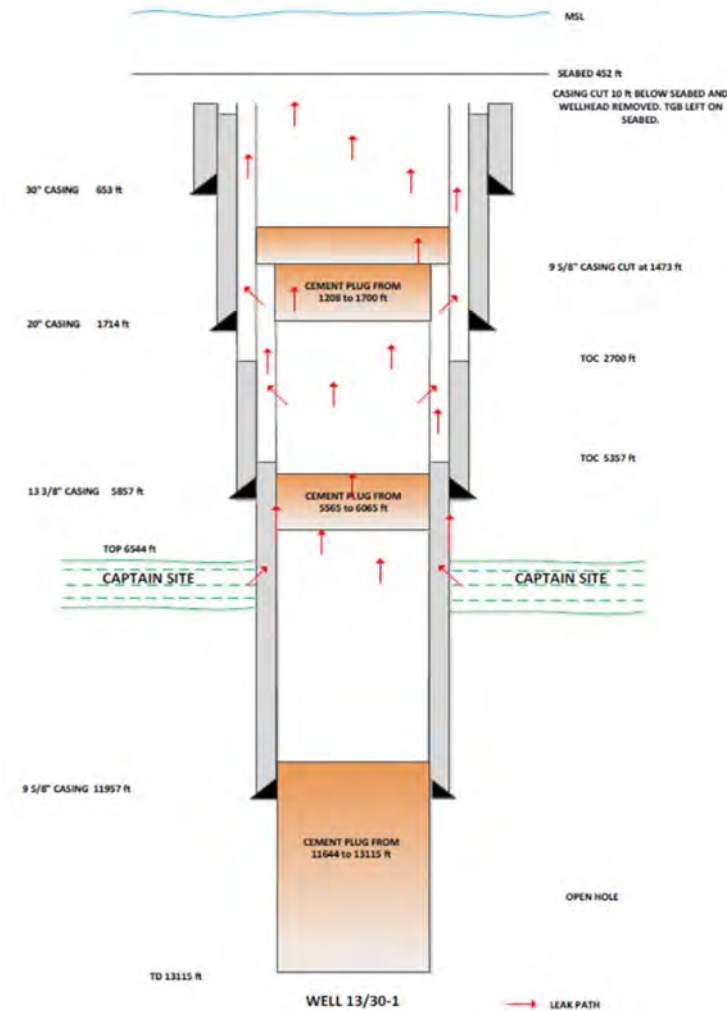 MSL
SEABED 452 ft
CASING CUT 10 ft BELOW SEABED AND
WELLHEAD REMOVED. TGB LEFT ON
SEABED.
30" CASING 653 ft
9 5/8" CASING CUT at 1473 ft
CEMENT PLUG FROM
1208 to 1700 ft
20" CASING 1714 ft
TOC 2700 ft
TOC 5357 ft
13 3/8" CASING 5857 ft
CEMENT PLUG FROM
5565 to 6065 ft
TOP 6544 ft
CAPTAIN SITE
CAPTAIN SITE
9 5/8" CASING 11957 ft
CEMENT PLUG FROM
11644 to 13115 ft
OPEN HOLE
TD 13115 ft
WELL 13/30-1
LEAK PATH